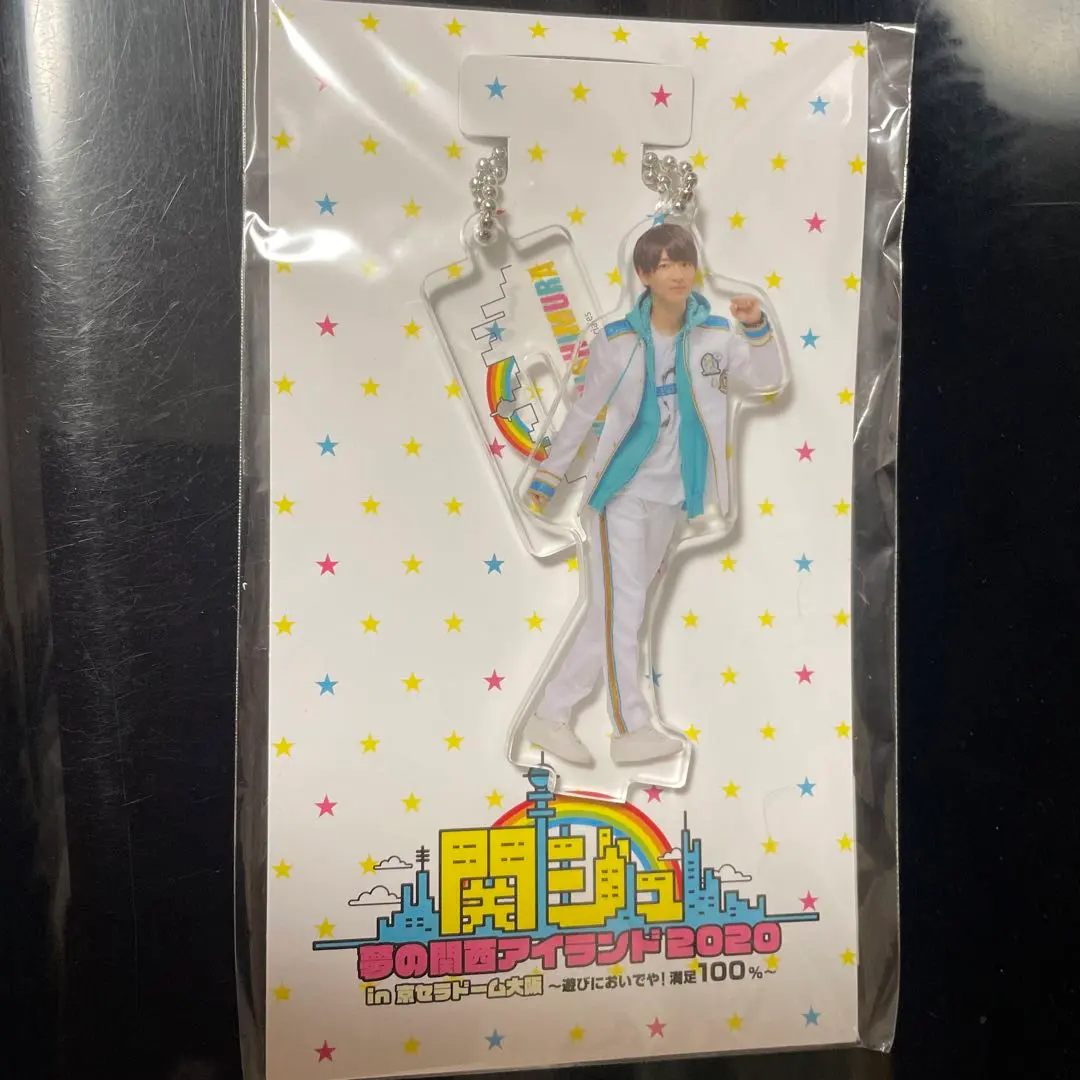 関ジュ
夢の関西アイランド2020
in 京セラドーム大阪 ～遊びにおいでや！満足100％～